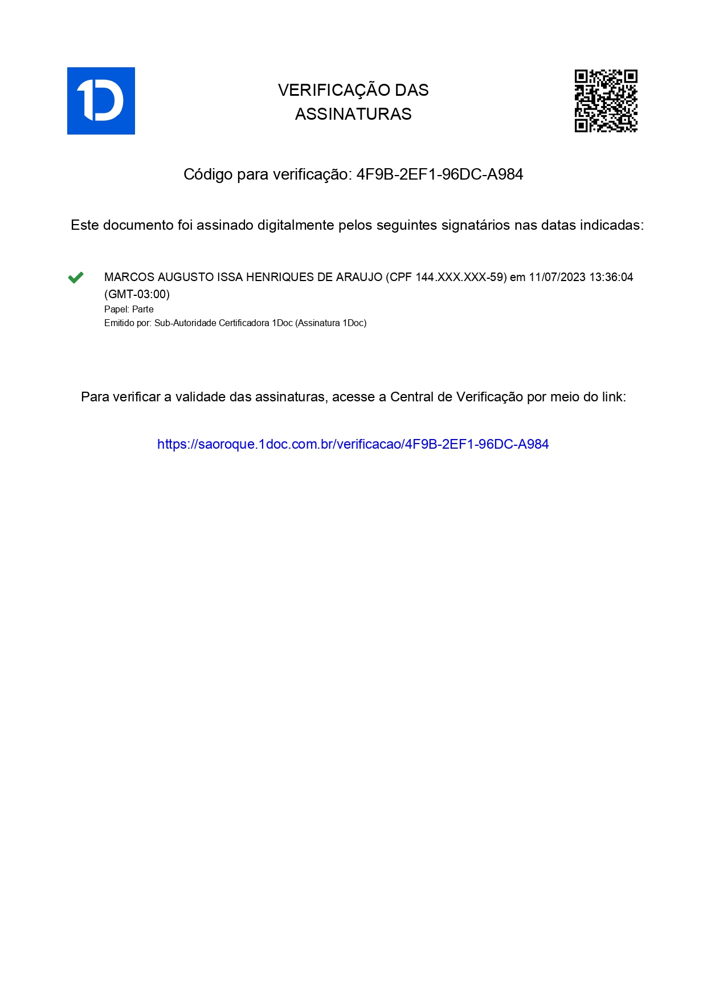 1D
VERIFICAÇÃO DAS
ASSINATURAS
Código para verificação: 4F9B-2EF1-96DC-A984
Este documento foi assinado digitalmente pelos seguintes signatários nas datas indicadas:
MARCOS AUGUSTO ISSA HENRIQUES DE ARAUJO (CPF 144.XXX.XXX-59) em 11/07/2023 13:36:04
(GMT-03:00)
Papel: Parte
Emitido por: Sub-Autoridade Certificadora 1Doc (Assinatura 1Doc)
Para verificar a validade das assinaturas, acesse a Central de Verificação por meio do link:
https://saoroque.1doc.com.br/verificacao/4F9B-2EF1-96DC-A984